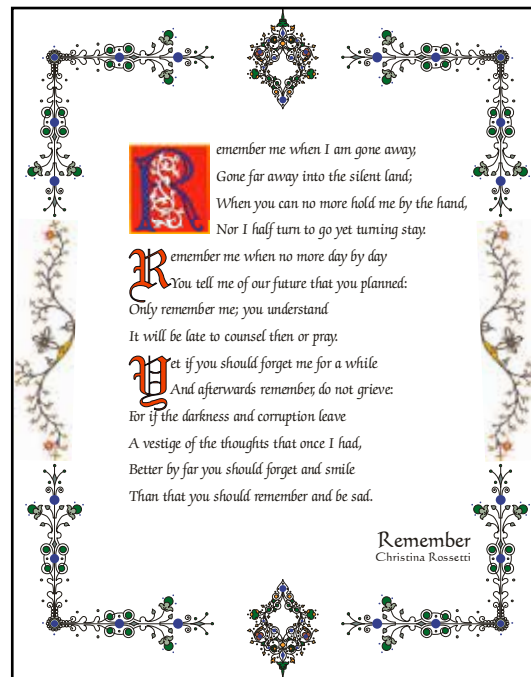 Remember me when I am gone away,
Gone far away into the silent land;
When you can no more hold me by the hand,
Nor I half turn to go yet turning stay.
Remember me when no more day by day
You tell me of our future that you planned:
Only remember me; you understand
It will be late to counsel then or pray.
Yet if you should forget me for a while
And afterwards remember, do not grieve:
For if the darkness and corruption leave
A vestige of the thoughts that once I had,
Better by far you should forget and smile
Than that you should remember and be sad.
Remember
Christina Rossetti